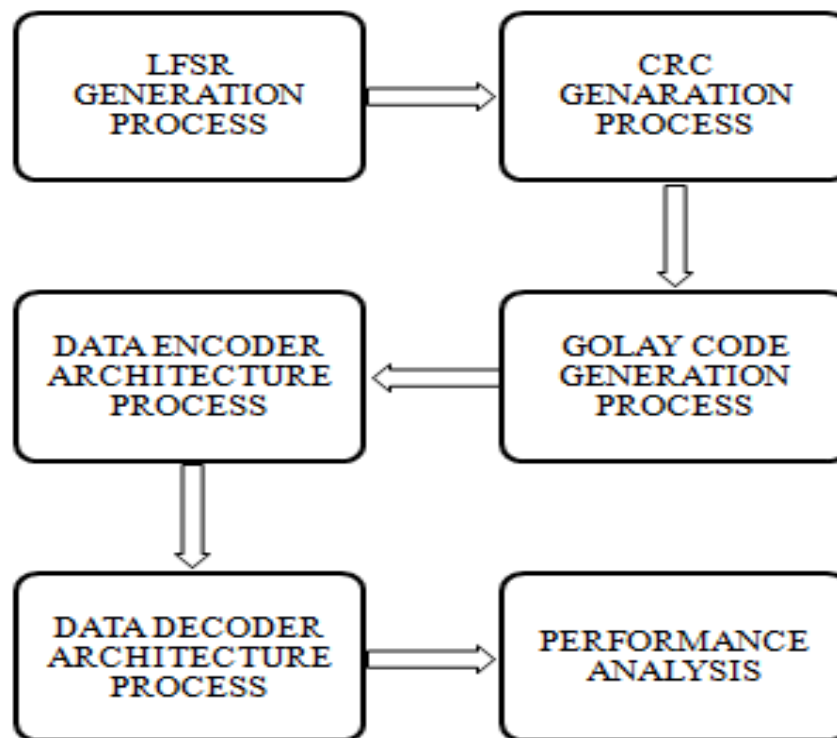 LFSR
GENERATION
PROCESS
CRC
GENARATION
PROCESS
GOLAY CODE
GENERATION
PROCESS
DATA ENCODER
ARCHITECTURE
PROCESS
DATA DECODER
ARCHITECTURE
PROCESS
PERFORMANCE
ANALYSIS